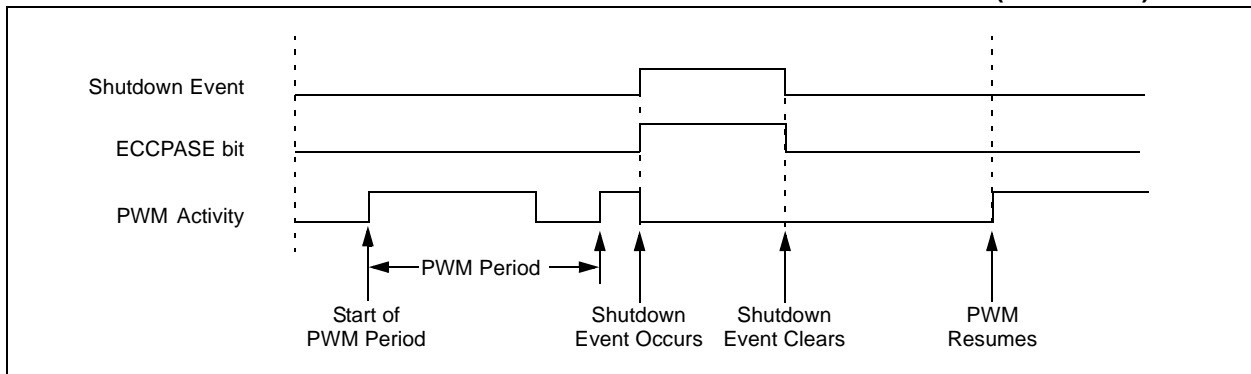 Shutdown Event
ECCPASE bit
PWM Activity
PWM Period
Start of
PWM Period
Shutdown
Event Occurs
Shutdown
Event Clears
PWM
Resumes